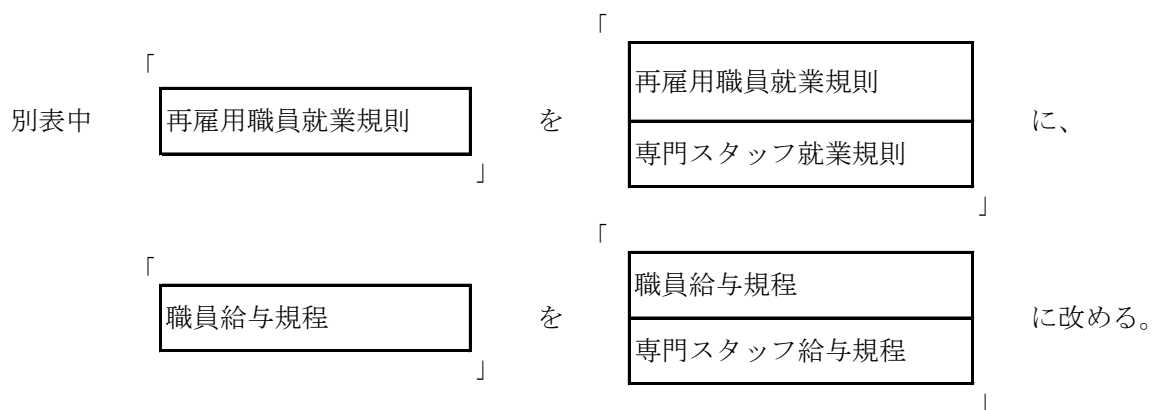 別表中 「 再雇用職員就業規則 」 を 「 再雇用職員就業規則
専門スタッフ就業規則 」 に、
「 職員給与規程 」 を 「 職員給与規程
専門スタッフ給与規程 」 に改める。